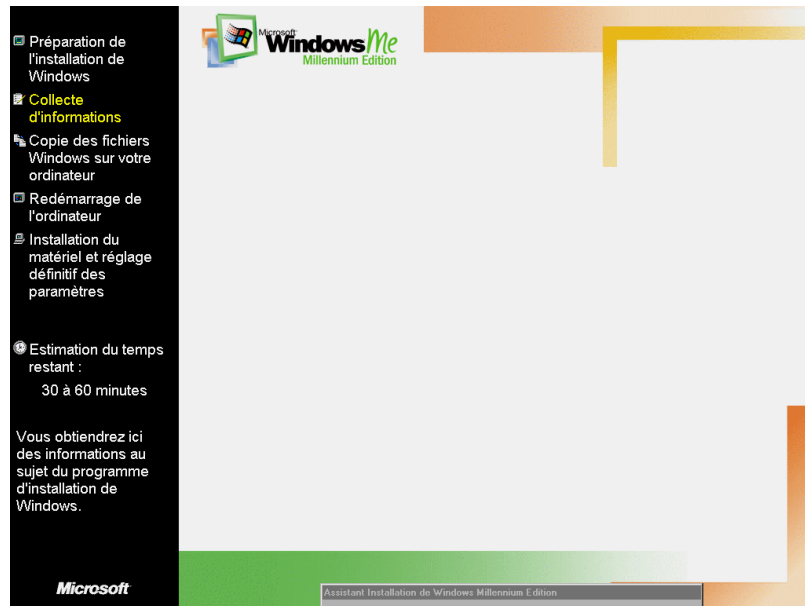 Préparation de
l'installation de
Windows
Collecte
d'informations
Copie des fichiers
Windows sur votre
ordinateur
Redémarrage de
l'ordinateur
Installation du
matériel et réglage
définitif des
paramètres
Estimation du temps
restant :
30 à 60 minutes
Vous obtiendrez ici
des informations au
sujet du programme
d'installation de
Windows.
Microsoft
Microsoft
Windows Me
Millennium Edition
Assistant Installation de Windows Millennium Edition